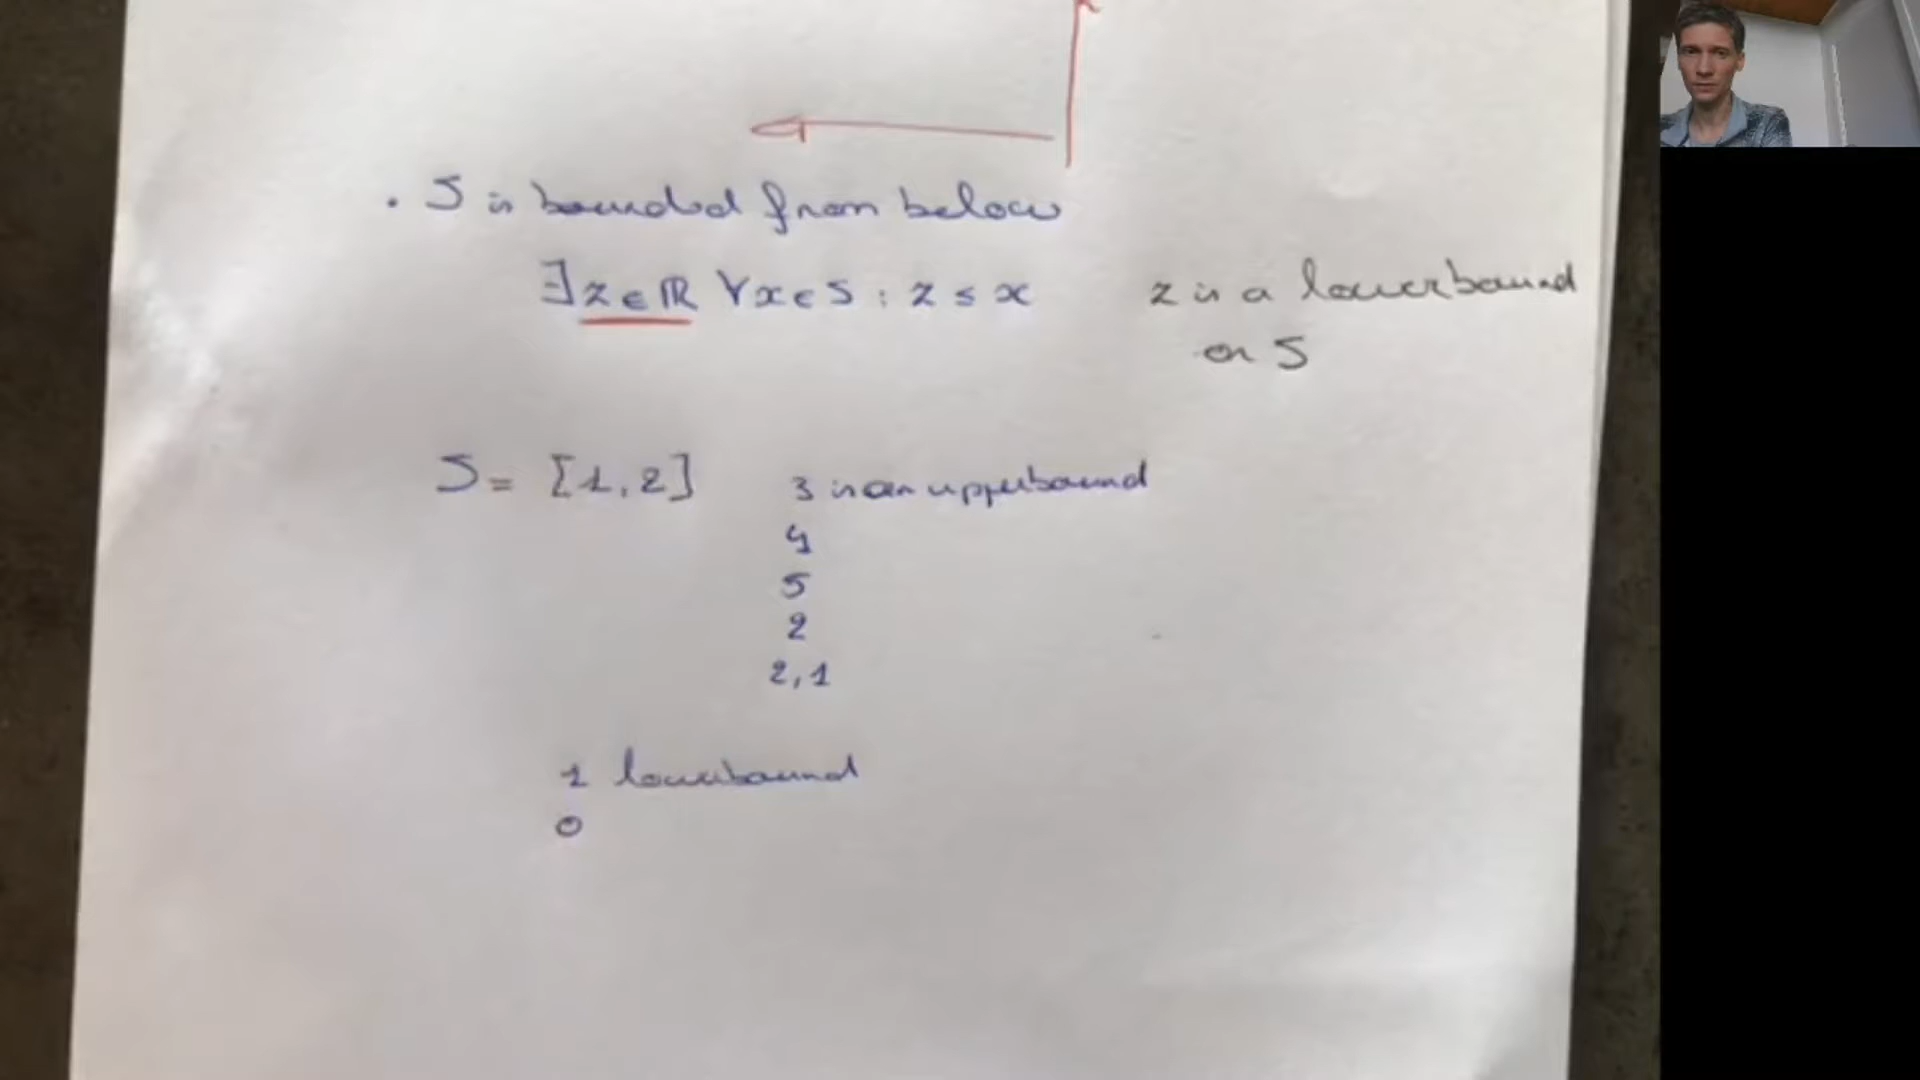 . S is bounded from below
∃ z ∈ ℝ ∀ x ∈ S : z ≤ x z is a lowerbound
on S
S = [1,2] 3 is an upperbound
4
5
2
2,1
1 lowerbound
0